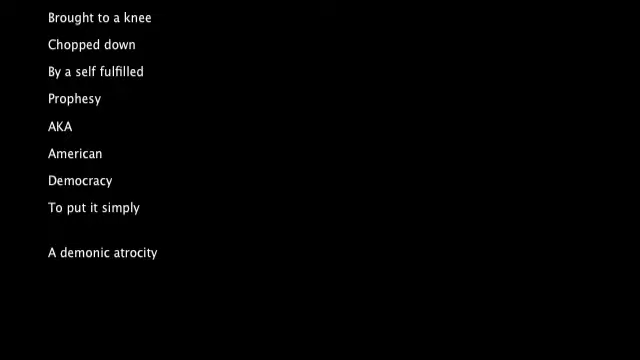 Brought to a knee
Chopped down
By a self fulfilled
Prophesy
AKA
American
Democracy
To put it simply
A demonic atrocity